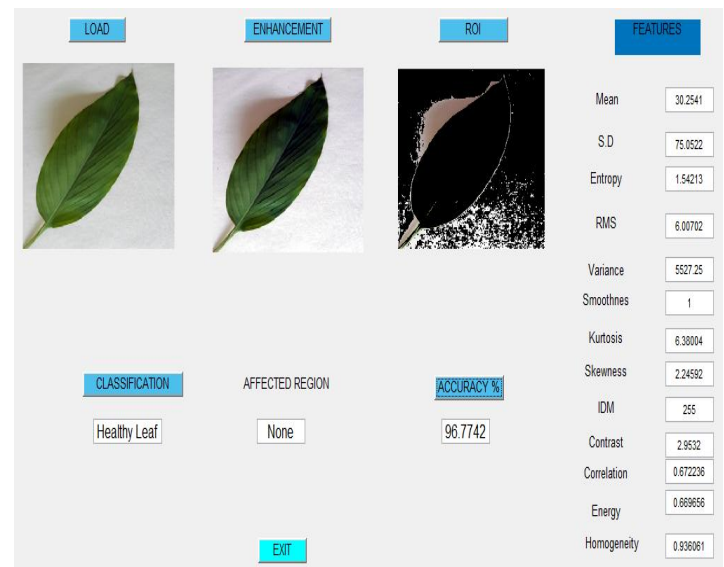 LOAD
ENHANCEMENT
ROI
FEATURES
Mean 30.2541
S.D 75.0522
Entropy 1.54213
RMS 6.00702
Variance 5527.25
Smoothnes 1
Kurtosis 6.38004
Skewness 2.24592
IDM 255
Contrast 2.9532
Correlation 0.672236
Energy 0.669656
Homogeneity 0.936061
CLASSIFICATION
AFFECTED REGION
ACCURACY %
Healthy Leaf
None
96.7742
EXIT